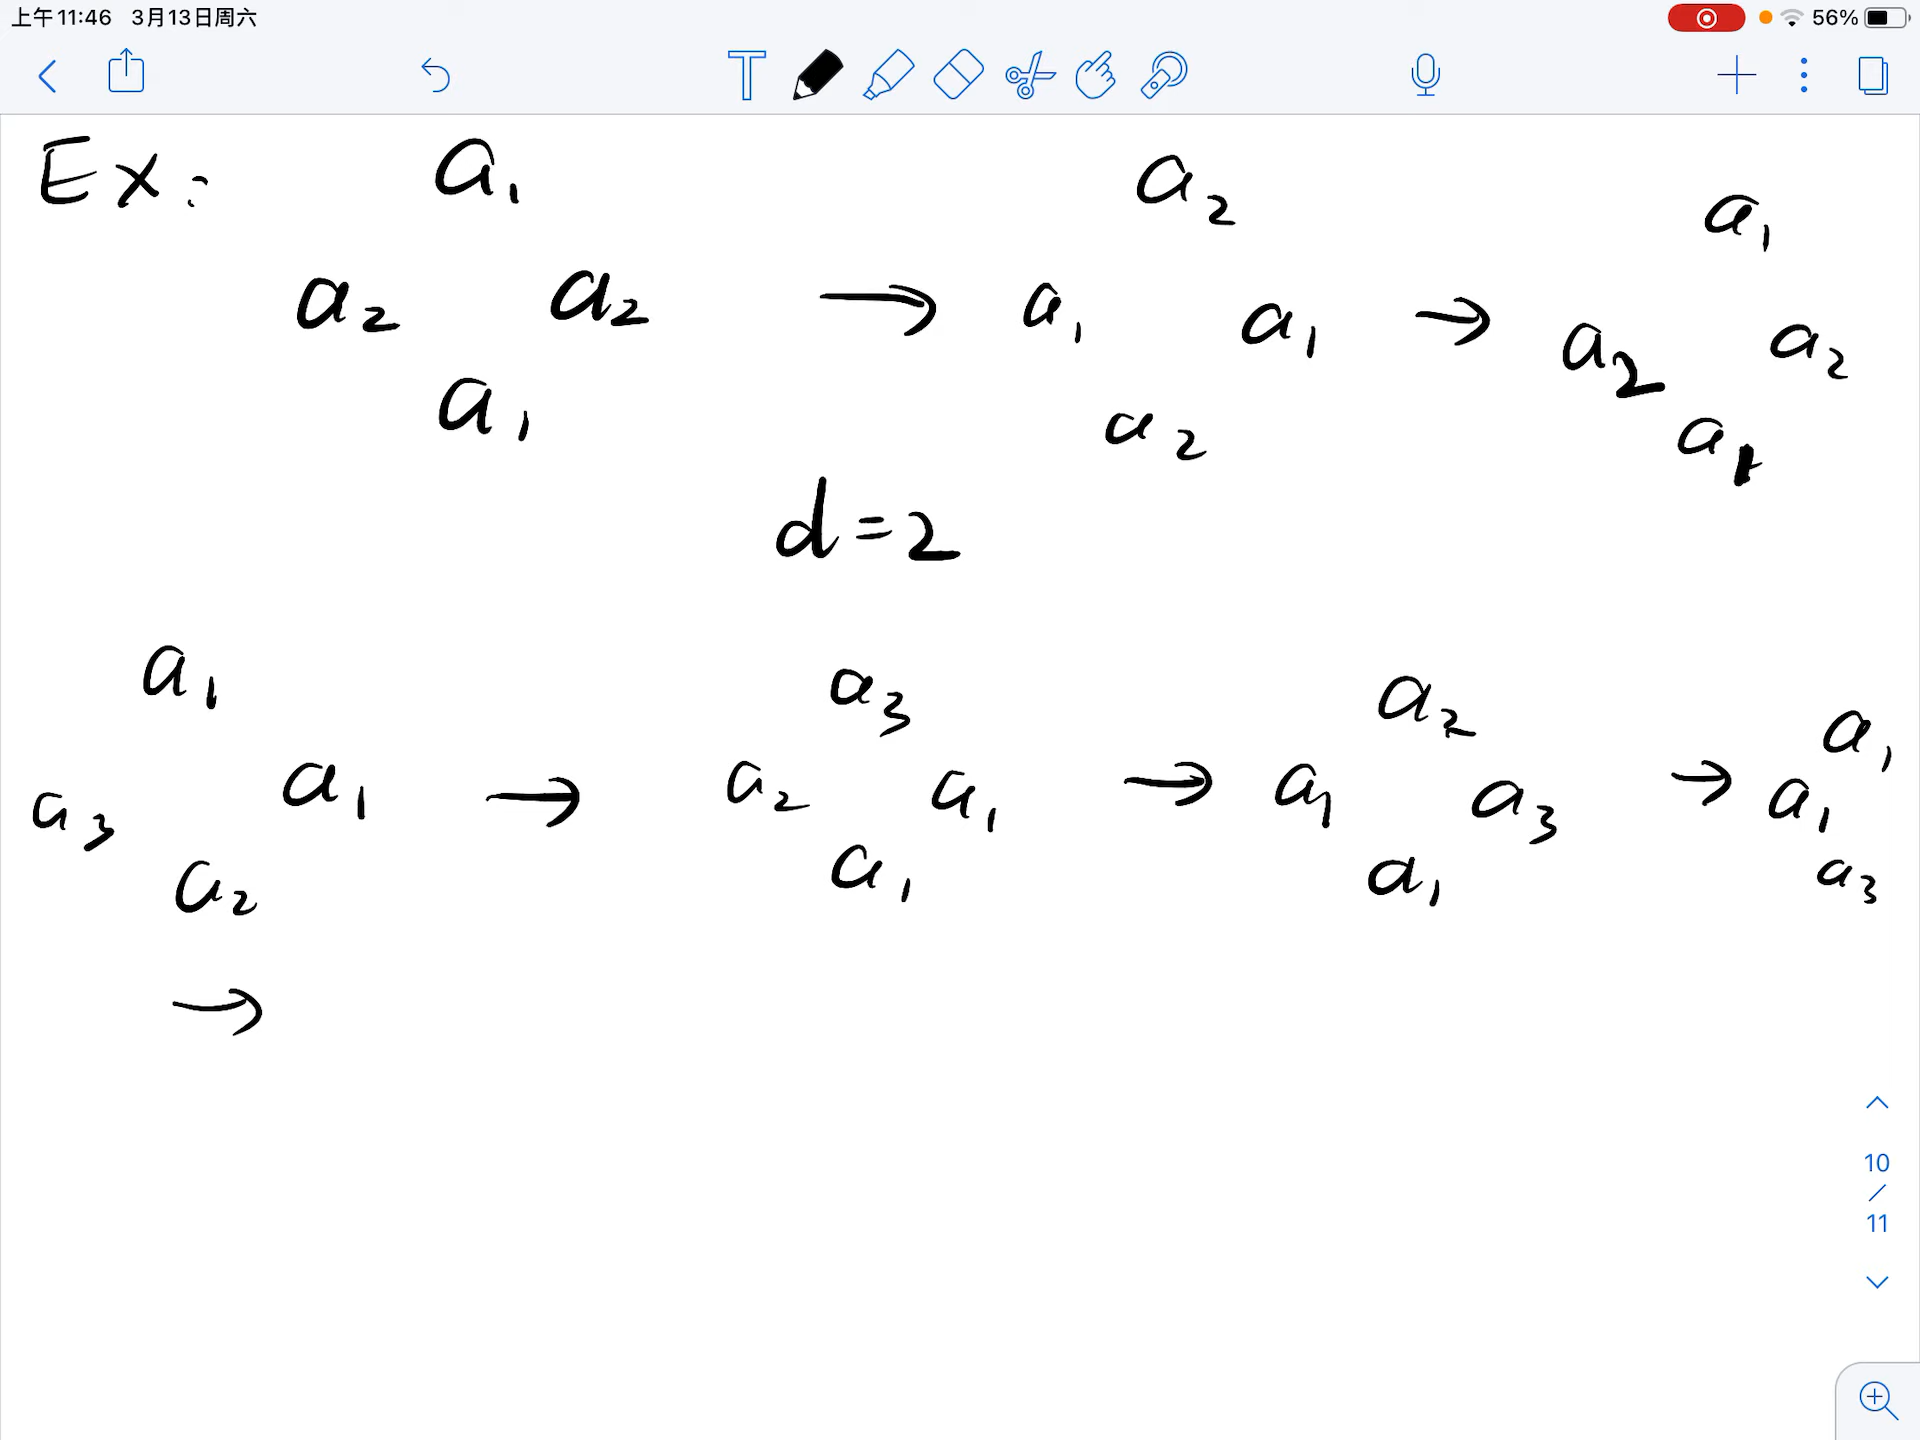 上午11:46 3月13日周六 56%
T
Ex: a₁ a₂ a₁
a₂ a₂ → a₁ a₁ → a₂ a₂
a₁ a₂ a₁
d=2
a₁ a₃ a₂ a₁
a₃ a₁ → a₂ a₁ → a₁ a₃ → a₁
a₂ a₁ a₁ a₃
→
10
/
11